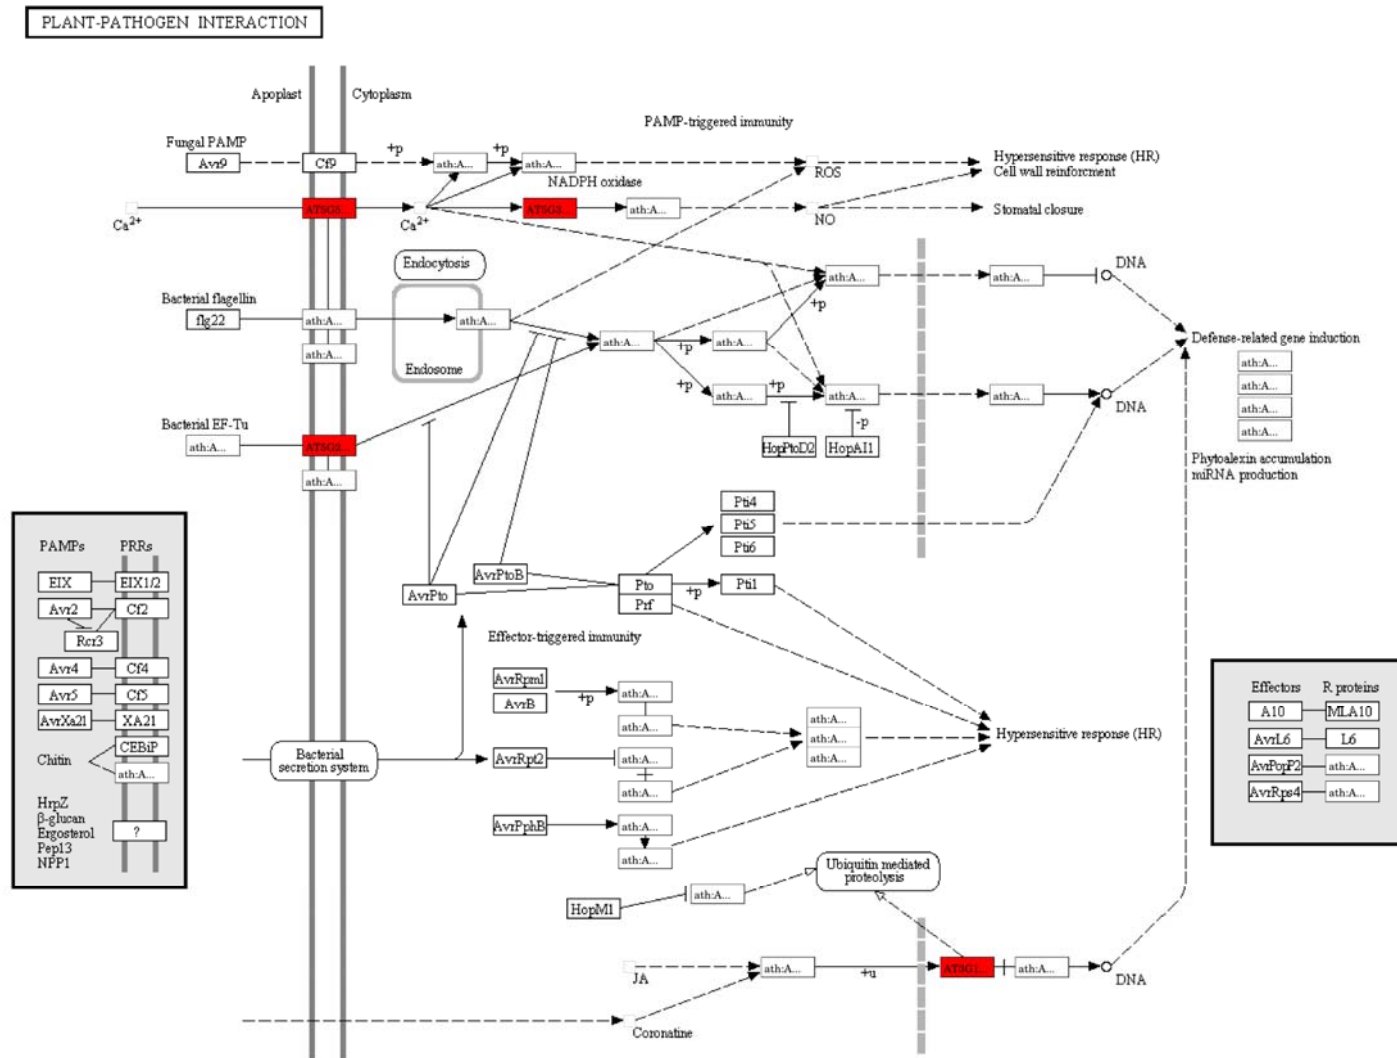 PLANT-PATHOGEN INTERACTION
Apoplast
Cytoplasm
PAMP-triggered immunity
Fungal PAMP
Avr9
Cf9
+p
ath:A...
+p
ath:A...
ROS
Hypersensitive response (HR)
Cell wall reinforcment
NADPH oxidase
Ca2+
Ca2+
ath:A...
NO
Stomatal closure
Endocytosis
ath:A...
ath:A...
DNA
Bacterial flagellin
flg22
ath:A...
ath:A...
+p
ath:A...
ath:A...
+p
ath:A...
Defense-related gene induction
ath:A...
ath:A...
ath:A...
ath:A...
Endosome
+p
ath:A...
+p
ath:A...
ath:A...
DNA
Bacterial EF-Tu
ath:A...
ath:A...
HopPtoD2
-p
HopAI1
Phytoalexin accumulation
miRNA production
PAMPs
PRRs
EIX
EIX1/2
Avr2
Cf2
Rcr3
Avr4
Cf4
Avr5
Cf5
AvrXa21
XA21
Chitin
CEBiP
ath:A...
HrpZ
β-glucan
Ergosterol
Pep13
NPP1
?
Pti4
Pti5
Pti6
AvrPtoB
AvrPto
Pto
Prf
+p
Pti1
Effector-triggered immunity
AvrRpm1
AvrB
+p
ath:A...
ath:A...
ath:A...
ath:A...
ath:A...
Hypersensitive response (HR)
Bacterial
secretion system
AvrRpt2
ath:A...
ath:A...
AvrPphB
ath:A...
ath:A...
Effectors
R proteins
A10
MLA10
AvrL6
L6
AvrPopP2
ath:A...
AvrRps4
ath:A...
Ubiquitin mediated
proteolysis
HopM1
ath:A...
JA
ath:A...
+u
ath:A...
DNA
Coronatine